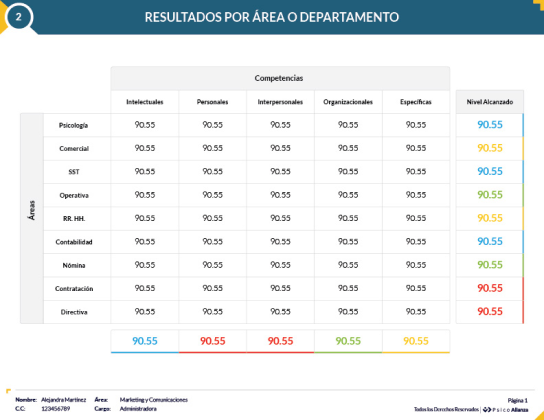 2
RESULTADOS POR ÁREA O DEPARTAMENTO
Competencias
Intelectuales Personales Interpersonales Organizacionales Específicas Nivel Alcanzado
Áreas
Psicología 90.55 90.55 90.55 90.55 90.55 90.55
Comercial 90.55 90.55 90.55 90.55 90.55 90.55
SST 90.55 90.55 90.55 90.55 90.55 90.55
Operativa 90.55 90.55 90.55 90.55 90.55 90.55
RR. HH. 90.55 90.55 90.55 90.55 90.55 90.55
Contabilidad 90.55 90.55 90.55 90.55 90.55 90.55
Nómina 90.55 90.55 90.55 90.55 90.55 90.55
Contratación 90.55 90.55 90.55 90.55 90.55 90.55
Directiva 90.55 90.55 90.55 90.55 90.55 90.55
90.55 90.55 90.55 90.55 90.55
Nombre: Alejandra Martínez Área: Marketing y Comunicaciones Página 1
C.C: 123456789 Cargo: Administradora Todos los Derechos Reservados | Psico Alianza